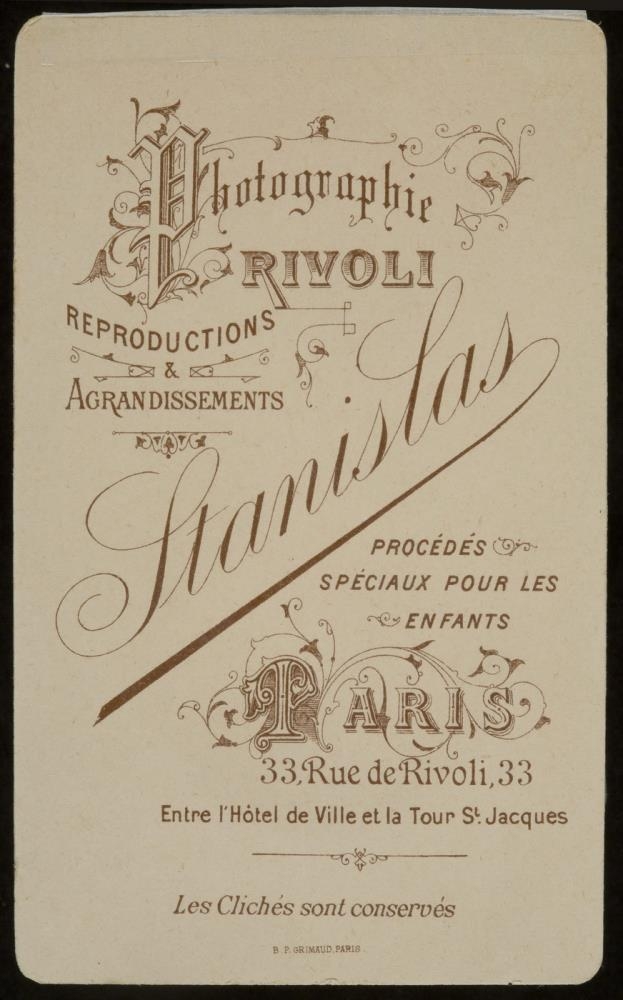 Photographie
RIVOLI
REPRODUCTIONS
&
AGRANDISSEMENTS
Stanislas
PROCÉDÉS
SPÉCIAUX POUR LES
ENFANTS
PARIS
33, Rue de Rivoli, 33
Entre l'Hôtel de Ville et la Tour St. Jacques
Les Clichés sont conservés
B. P. GRIMAUD, PARIS.